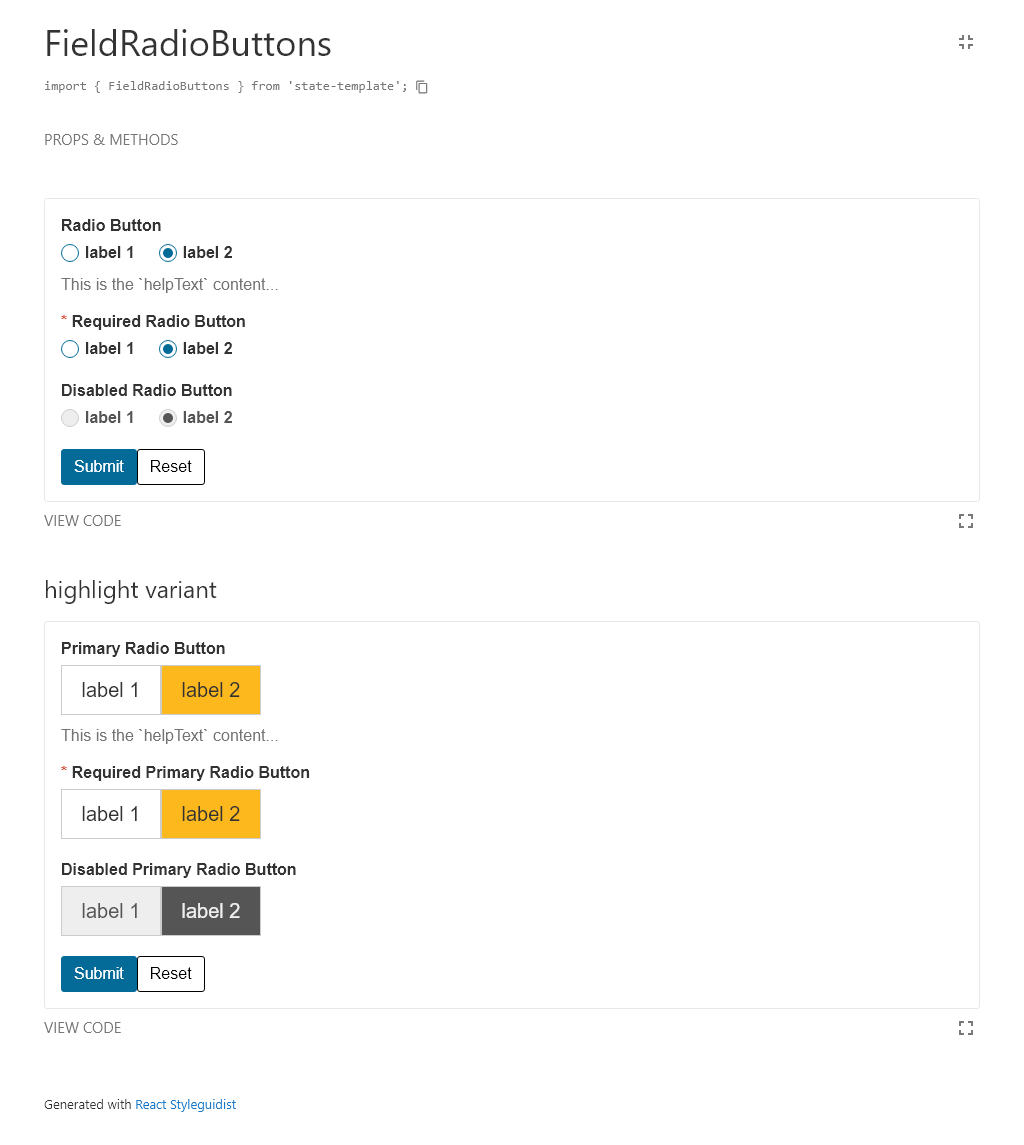 FieldRadioButtons
import { FieldRadioButtons } from 'state-template';
PROPS & METHODS
Radio Button
label 1 label 2
This is the `helpText` content...
* Required Radio Button
label 1 label 2
Disabled Radio Button
label 1 label 2
Submit Reset
VIEW CODE
highlight variant
Primary Radio Button
label 1 label 2
This is the `helpText` content...
* Required Primary Radio Button
label 1 label 2
Disabled Primary Radio Button
label 1 label 2
Submit Reset
VIEW CODE
Generated with React Styleguidist